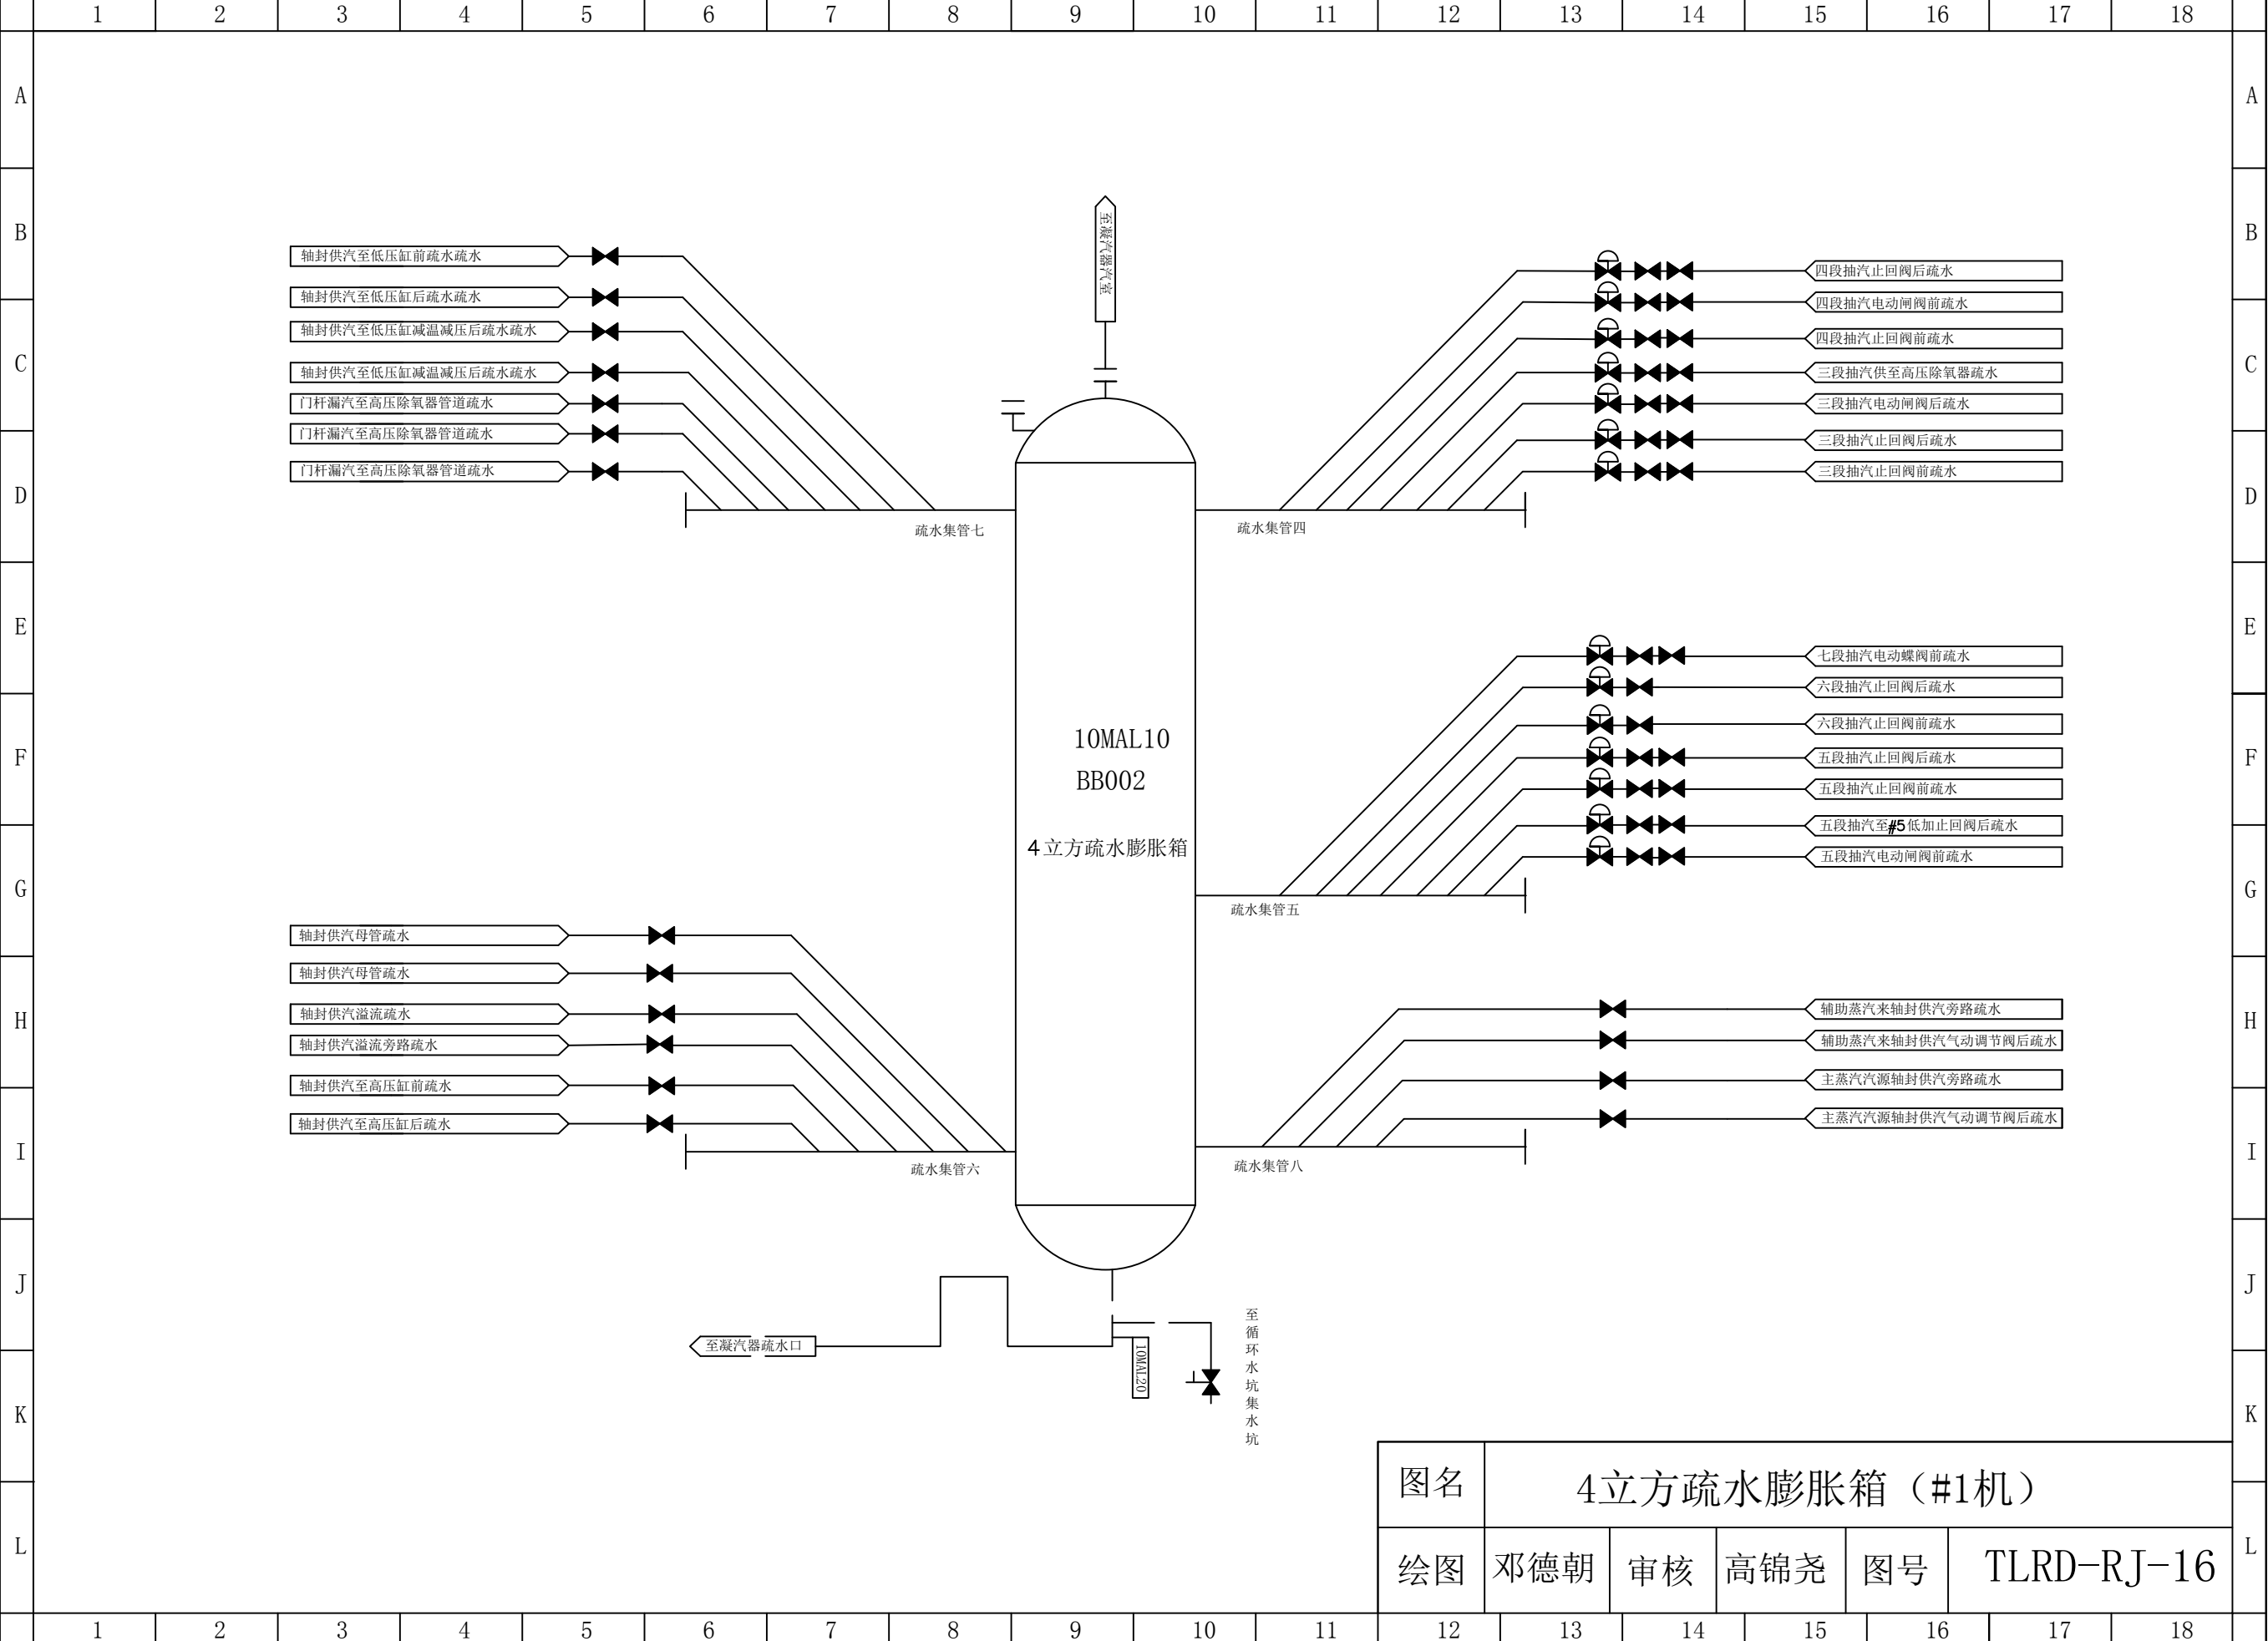 1 2 3 4 5 6 7 8 9 10 11 12 13 14 15 16 17 18
A A
B B
C C
D D
E E
F F
G G
H H
I I
J J
K K
L L
至凝汽器汽室
轴封供汽至低压缸前疏水疏水
轴封供汽至低压缸后疏水疏水
轴封供汽至低压缸减温减压后疏水疏水
轴封供汽至低压缸减温减压后疏水疏水
门杆漏汽至高压除氧器管道疏水
门杆漏汽至高压除氧器管道疏水
门杆漏汽至高压除氧器管道疏水
疏水集管七
四段抽汽止回阀后疏水
四段抽汽电动闸阀前疏水
四段抽汽止回阀前疏水
三段抽汽供至高压除氧器疏水
三段抽汽电动闸阀后疏水
三段抽汽止回阀后疏水
三段抽汽止回阀前疏水
疏水集管四
七段抽汽电动蝶阀前疏水
六段抽汽止回阀后疏水
六段抽汽止回阀前疏水
五段抽汽止回阀后疏水
五段抽汽止回阀前疏水
五段抽汽至#5低加止回阀后疏水
五段抽汽电动闸阀前疏水
疏水集管五
10MAL10
BB002
4立方疏水膨胀箱
轴封供汽母管疏水
轴封供汽母管疏水
轴封供汽溢流疏水
轴封供汽溢流旁路疏水
轴封供汽至高压缸前疏水
轴封供汽至高压缸后疏水
疏水集管六
辅助蒸汽来轴封供汽旁路疏水
辅助蒸汽来轴封供汽气动调节阀后疏水
主蒸汽汽源轴封供汽旁路疏水
主蒸汽汽源轴封供汽气动调节阀后疏水
疏水集管八
至凝汽器疏水口
10MAL20
至循环水坑集水坑
图名 4立方疏水膨胀箱（#1机）
绘图 邓德朝 审核 高锦尧 图号 TLRD-RJ-16
1 2 3 4 5 6 7 8 9 10 11 12 13 14 15 16 17 18